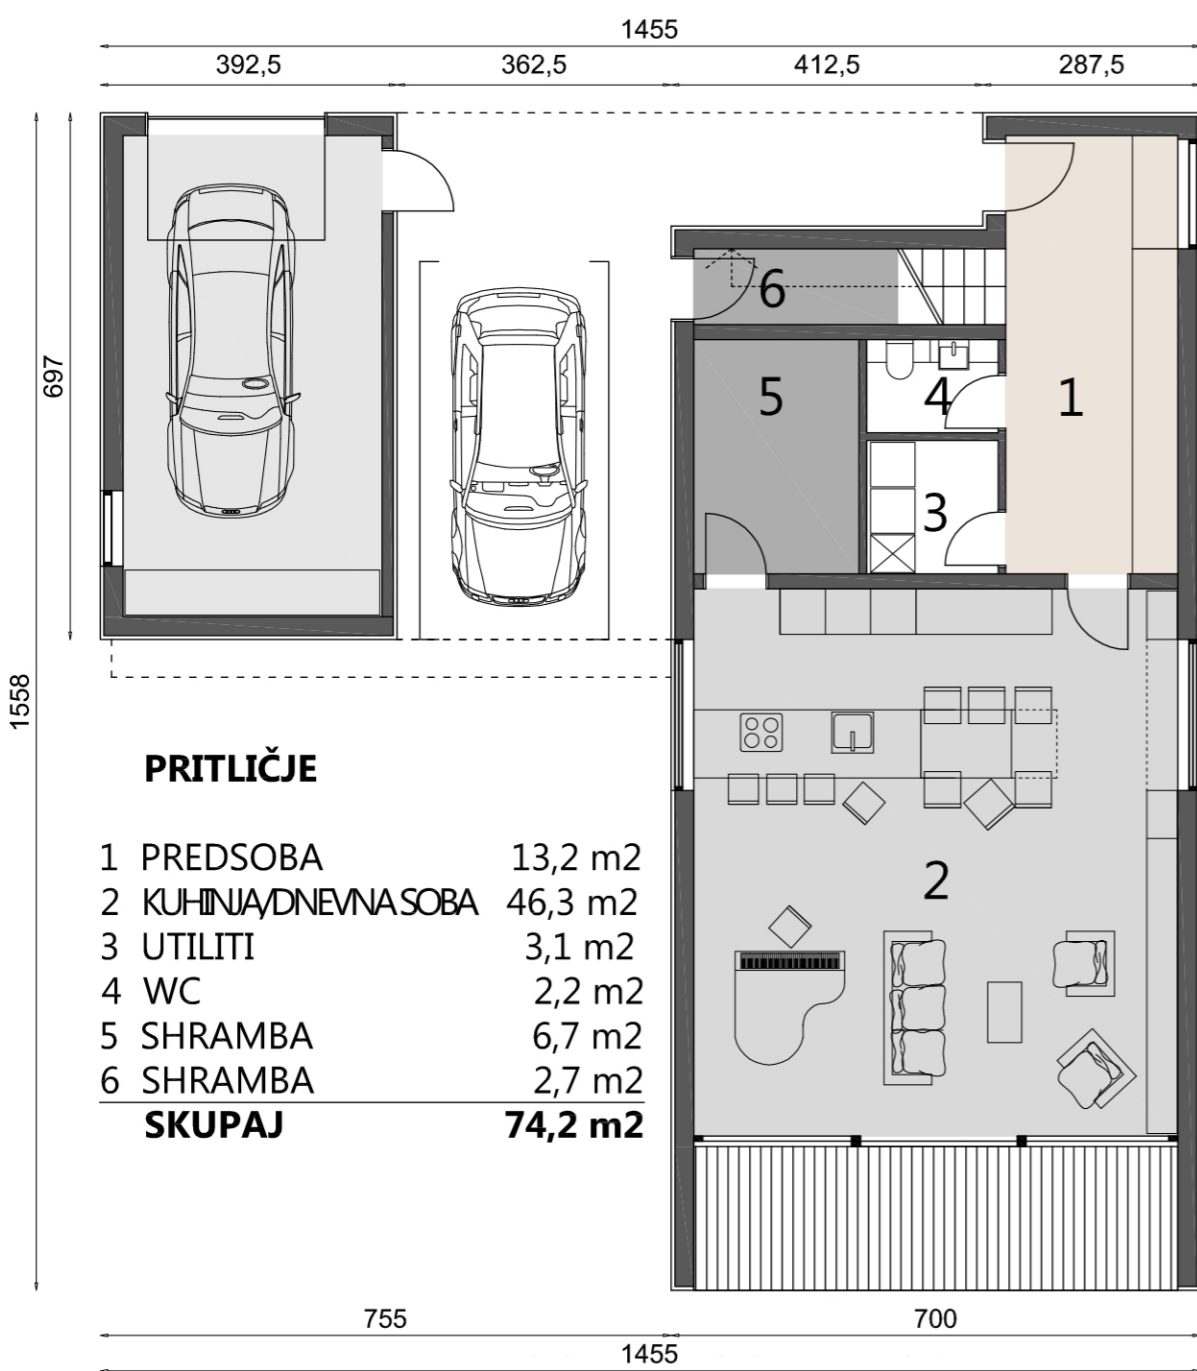 1455
392,5 362,5 412,5 287,5
697
1558
6
5
4
1
3
2
PRITLIČJE
1 PREDSOBA 13,2 m2
2 KUHINJA/DNEVNA SOBA 46,3 m2
3 UTILITI 3,1 m2
4 WC 2,2 m2
5 SHRAMBA 6,7 m2
6 SHRAMBA 2,7 m2
SKUPAJ 74,2 m2
755 700
1455